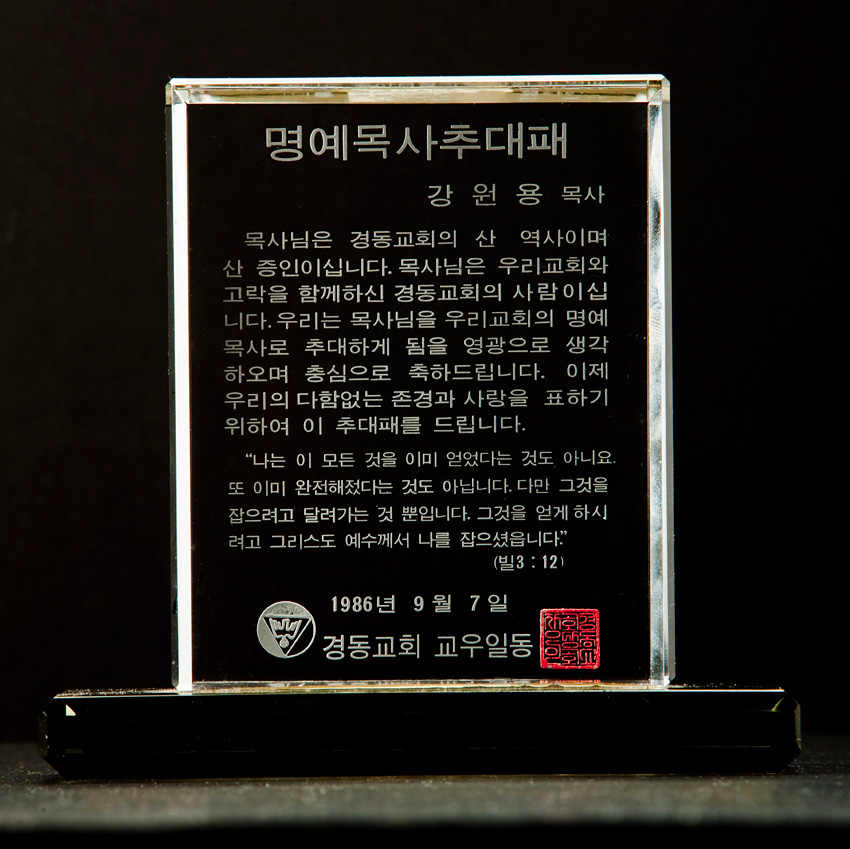 명예목사추대패
강 원 용 목사
목사님은 경동교회의 산 역사이며
산 증인이십니다. 목사님은 우리교회와
고락을 함께하신 경동교회의 사람이십
니다. 우리는 목사님을 우리교회의 명예
목사로 추대하게 됨을 영광으로 생각
하오며 충심으로 축하드립니다. 이제
우리의 다함없는 존경과 사랑을 표하기
위하여 이 추대패를 드립니다.
“나는 이 모든 것을 이미 얻었다는 것도 아니요.
또 이미 완전해졌다는 것도 아닙니다. 다만 그것을
잡으려고 달려가는 것 뿐입니다. 그것을 얻게 하시
려고 그리스도 예수께서 나를 잡으셨읍니다.”
(빌3 : 12)
1986년 9월 7일
경동교회 교우일동